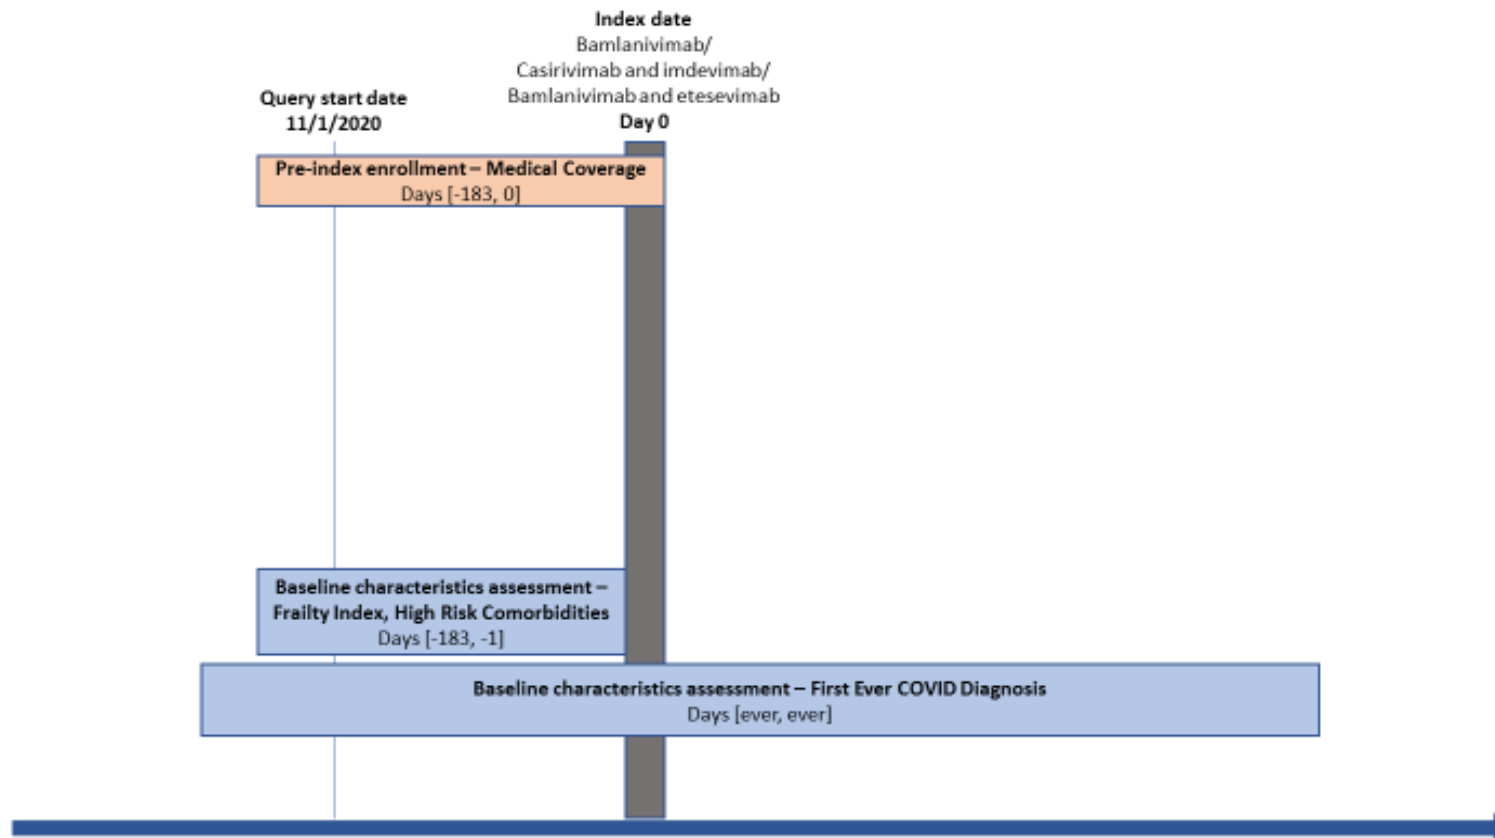 Index date
Bamlanivimab/
Casirivimab and imdevimab/
Bamlanivimab and etesevimab
Day 0
Query start date
11/1/2020
Pre-index enrollment – Medical Coverage
Days [-183, 0]
Baseline characteristics assessment –
Frailty Index, High Risk Comorbidities
Days [-183, -1]
Baseline characteristics assessment – First Ever COVID Diagnosis
Days [ever, ever]